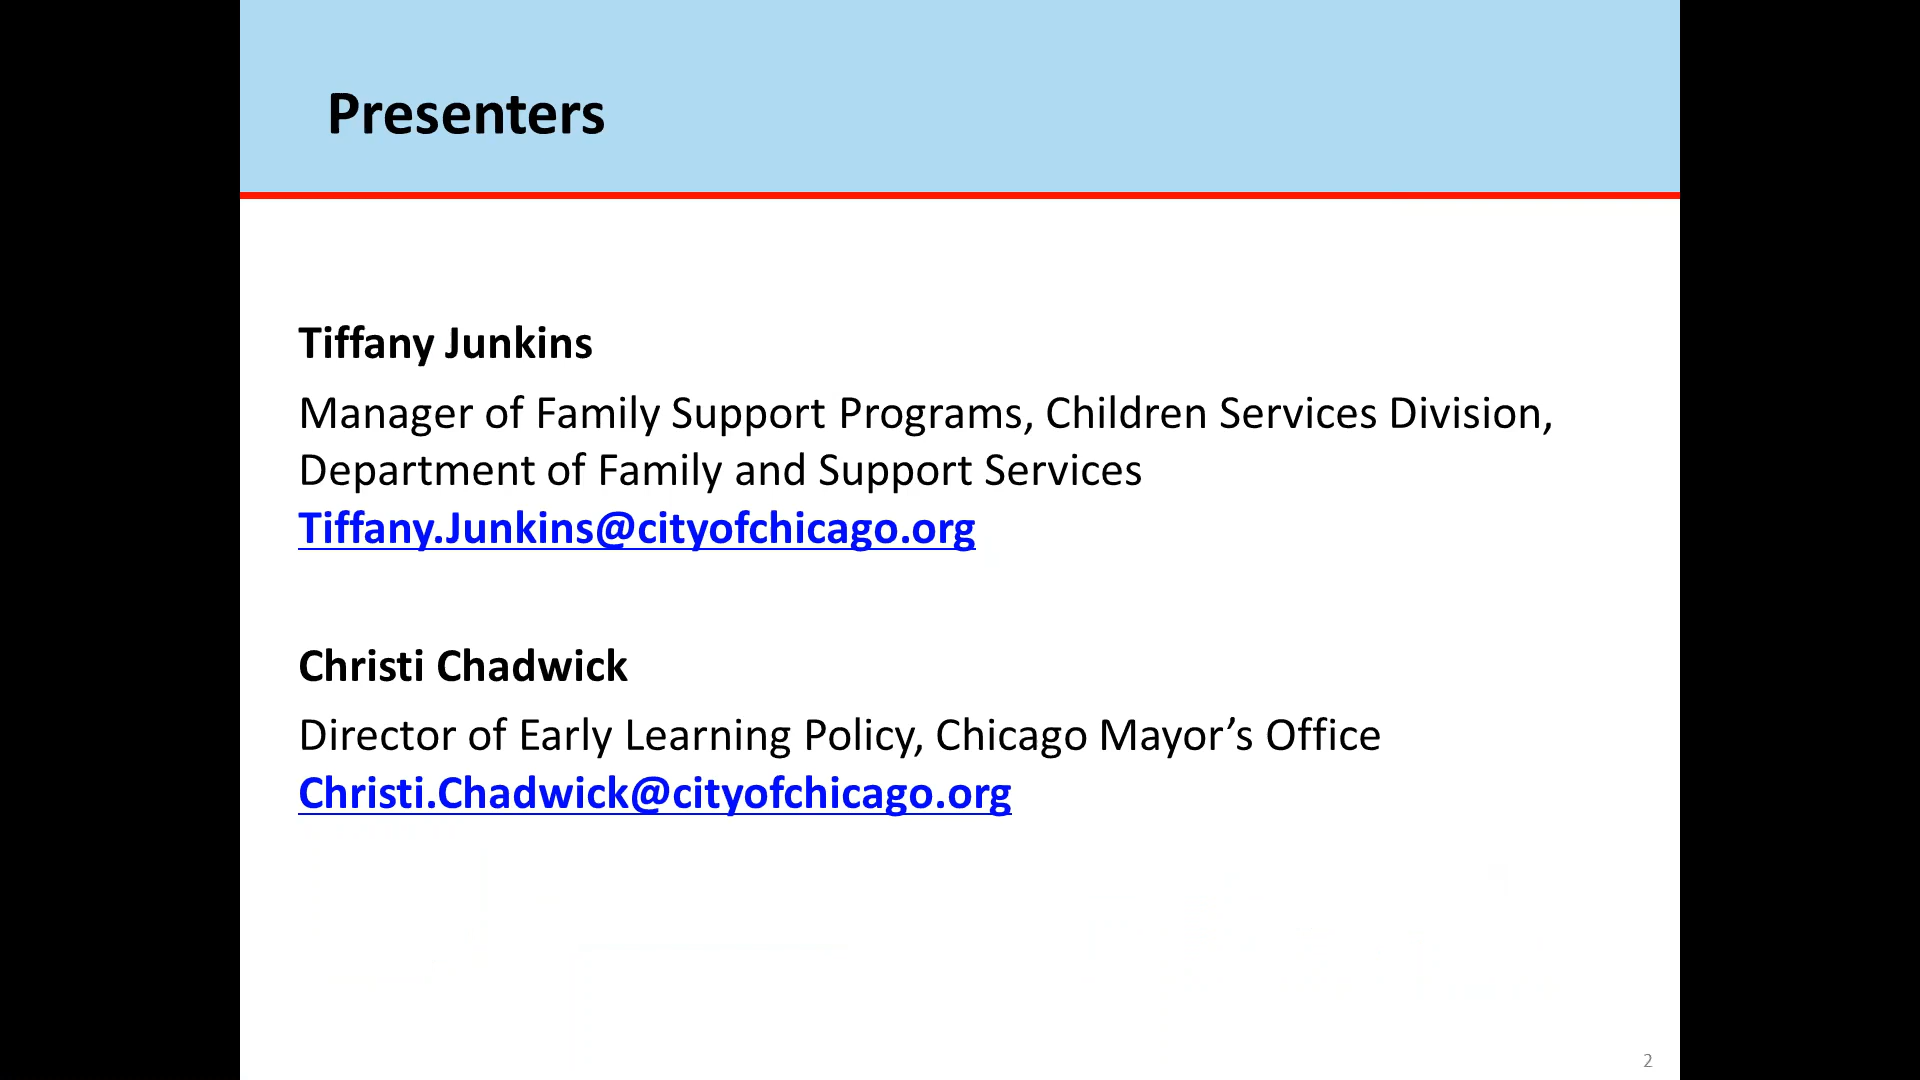 Presenters
Tiffany Junkins
Manager of Family Support Programs, Children Services Division,
Department of Family and Support Services
Tiffany.Junkins@cityofchicago.org
Christi Chadwick
Director of Early Learning Policy, Chicago Mayor’s Office
Christi.Chadwick@cityofchicago.org
2